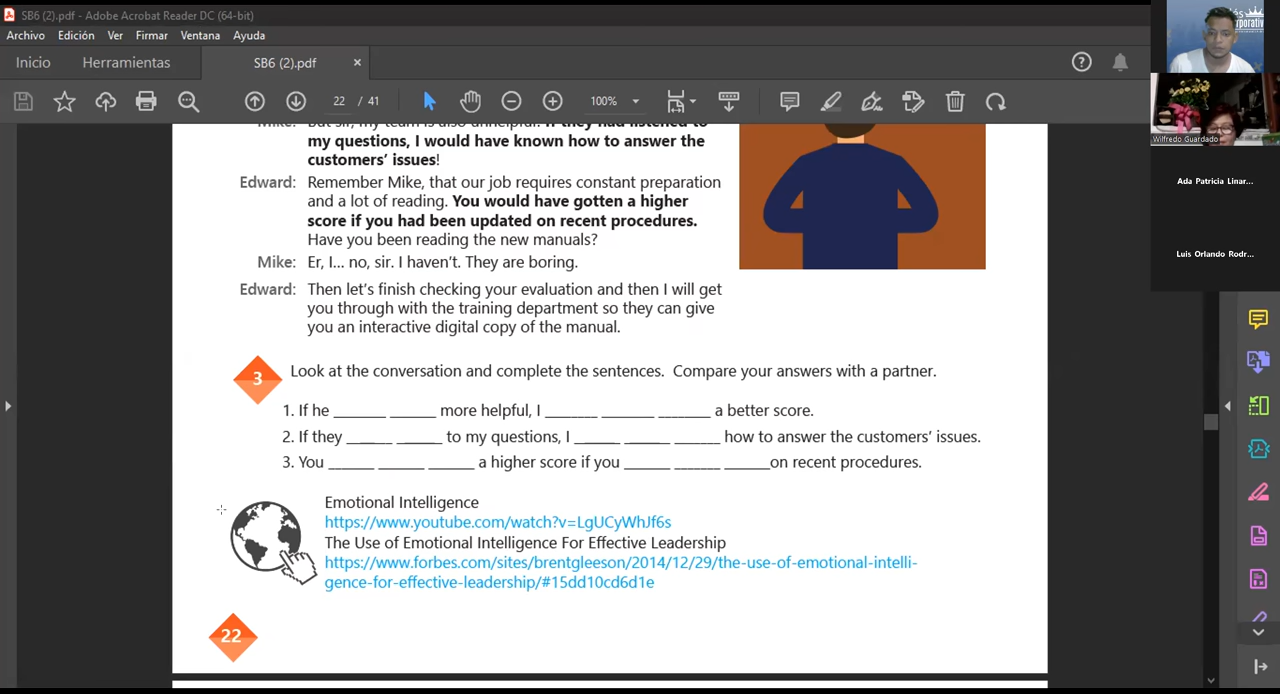 SB6 (2).pdf - Adobe Acrobat Reader DC (64-bit)
Archivo Edición Ver Firmar Ventana Ayuda
Inicio Herramientas SB6 (2).pdf ×
22 / 41 100%
my questions, I would have known how to answer the
customers' issues!
Edward: Remember Mike, that our job requires constant preparation
and a lot of reading. You would have gotten a higher
score if you had been updated on recent procedures.
Have you been reading the new manuals?
Mike: Er, I... no, sir. I haven't. They are boring.
Edward: Then let's finish checking your evaluation and then I will get
you through with the training department so they can give
you an interactive digital copy of the manual.
3 Look at the conversation and complete the sentences. Compare your answers with a partner.
1. If he _______ ______ more helpful, I _______ _______ _______ a better score.
2. If they ______ ______ to my questions, I ______ ______ ______ how to answer the customers' issues.
3. You ______ ______ ______ a higher score if you ______ ______ ______on recent procedures.
Emotional Intelligence
https://www.youtube.com/watch?v=LgUCyWhJf6s
The Use of Emotional Intelligence For Effective Leadership
https://www.forbes.com/sites/brentgleeson/2014/12/29/the-use-of-emotional-intelli-
gence-for-effective-leadership/#15dd10cd6d1e
22
Wilfredo Guardado
Ada Patricia Linar...
Luis Orlando Rodr...